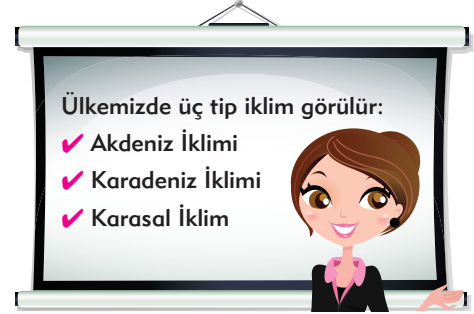 Ülkemizde üç tip iklim görülür:
✔ Akdeniz İklimi
✔ Karadeniz İklimi
✔ Karasal İklim